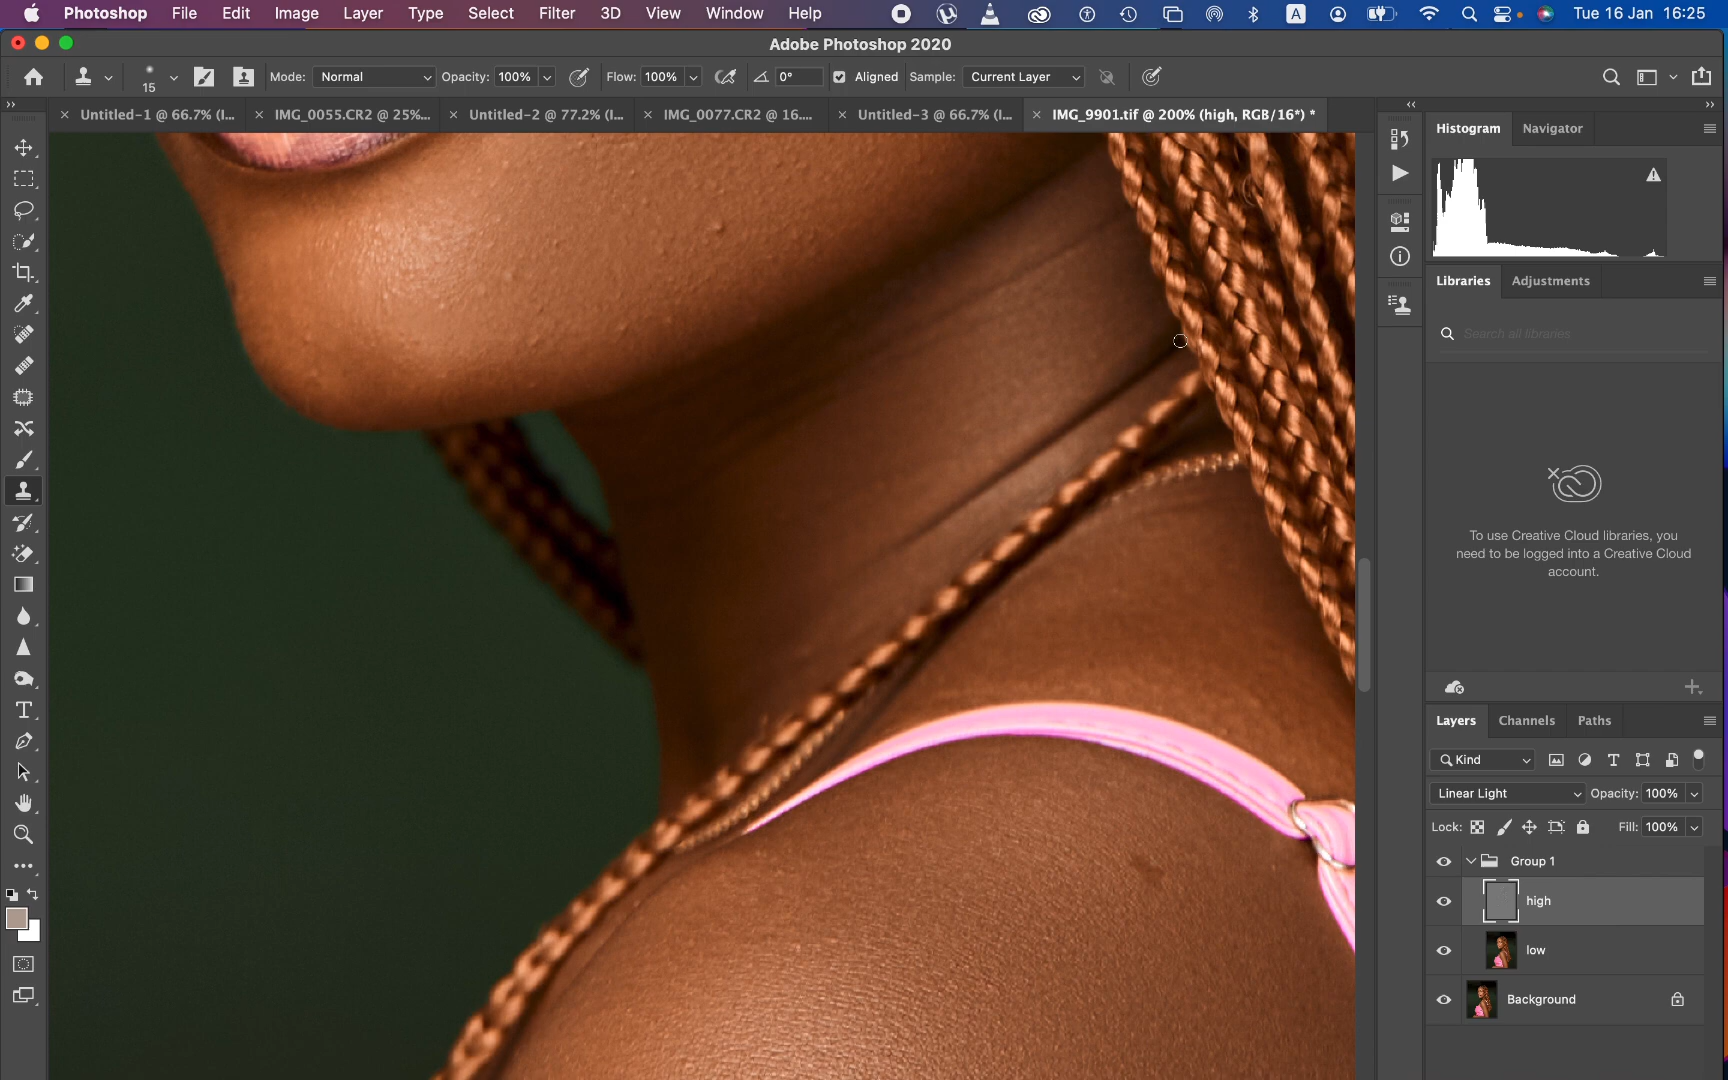 Photoshop File Edit Image Layer Type Select Filter 3D View Window Help A Tue 16 Jan 16:25
Adobe Photoshop 2020
15 Mode: Normal Opacity: 100% Flow: 100% 0° Aligned Sample: Current Layer
Untitled-1 @ 66.7% (I... IMG_0055.CR2 @ 25%... Untitled-2 @ 77.2% (I... IMG_0077.CR2 @ 16.... Untitled-3 @ 66.7% (I... IMG_9901.tif @ 200% (high, RGB/16*) *
Histogram Navigator
Libraries Adjustments
Search all libraries
To use Creative Cloud libraries, you
need to be logged into a Creative Cloud
account.
Layers Channels Paths
Kind
Linear Light Opacity: 100%
Lock: Fill: 100%
Group 1
high
low
Background